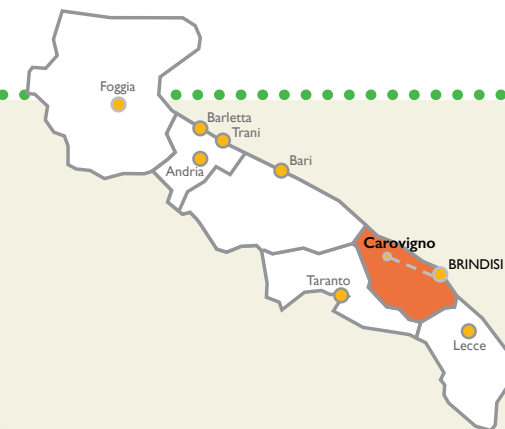 Foggia
Barletta
Trani
Andria
Bari
Carovigno
BRINDISI
Taranto
Lecce